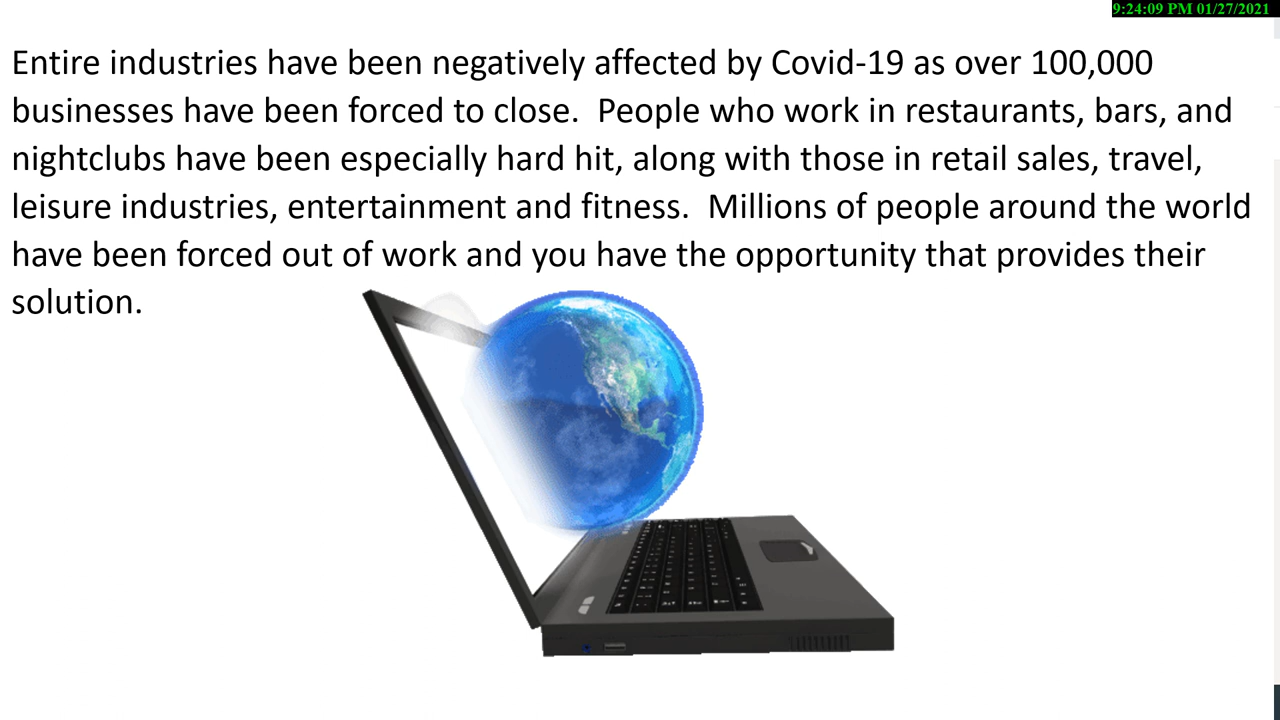 9:24:09 PM 01/27/2021
Entire industries have been negatively affected by Covid-19 as over 100,000
businesses have been forced to close.  People who work in restaurants, bars, and
nightclubs have been especially hard hit, along with those in retail sales, travel,
leisure industries, entertainment and fitness.  Millions of people around the world
have been forced out of work and you have the opportunity that provides their
solution.